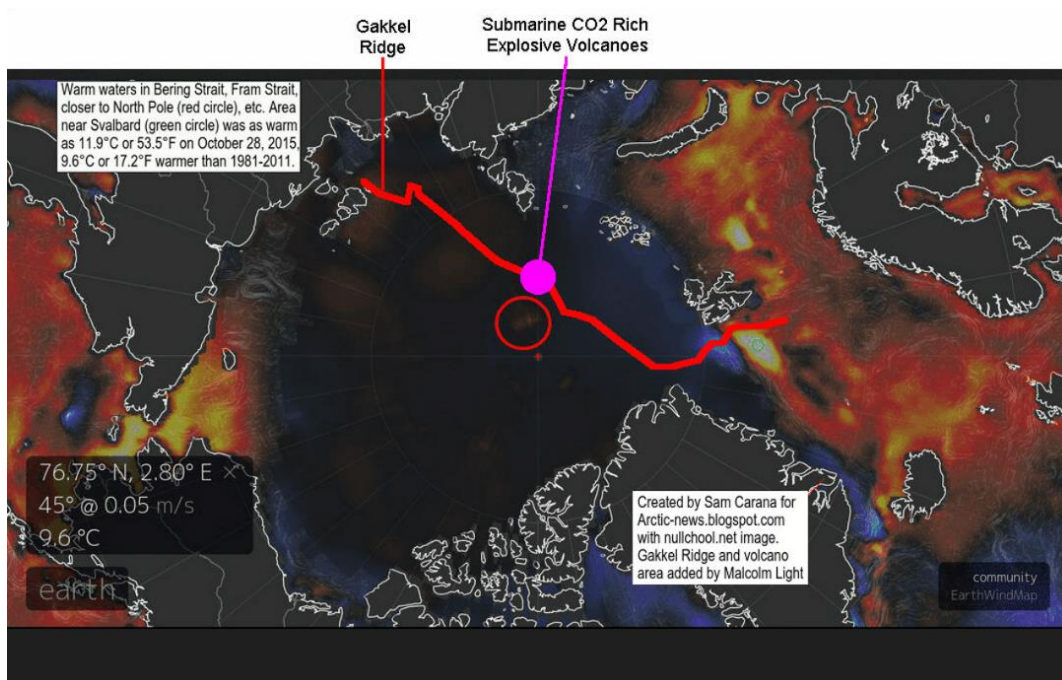 Gakkel
Ridge
Submarine CO2 Rich
Explosive Volcanoes
Warm waters in Bering Strait, Fram Strait,
closer to North Pole (red circle), etc. Area
near Svalbard (green circle) was as warm
as 11.9°C or 53.5°F on October 28, 2015,
9.6°C or 17.2°F warmer than 1981-2011.
76.75° N, 2.80° E ×
45° @ 0.05 m/s
9.6 °C
earth
Created by Sam Carana for
Arctic-news.blogspot.com
with nullchool.net image.
Gakkel Ridge and volcano
area added by Malcolm Light
community
EarthWindMap